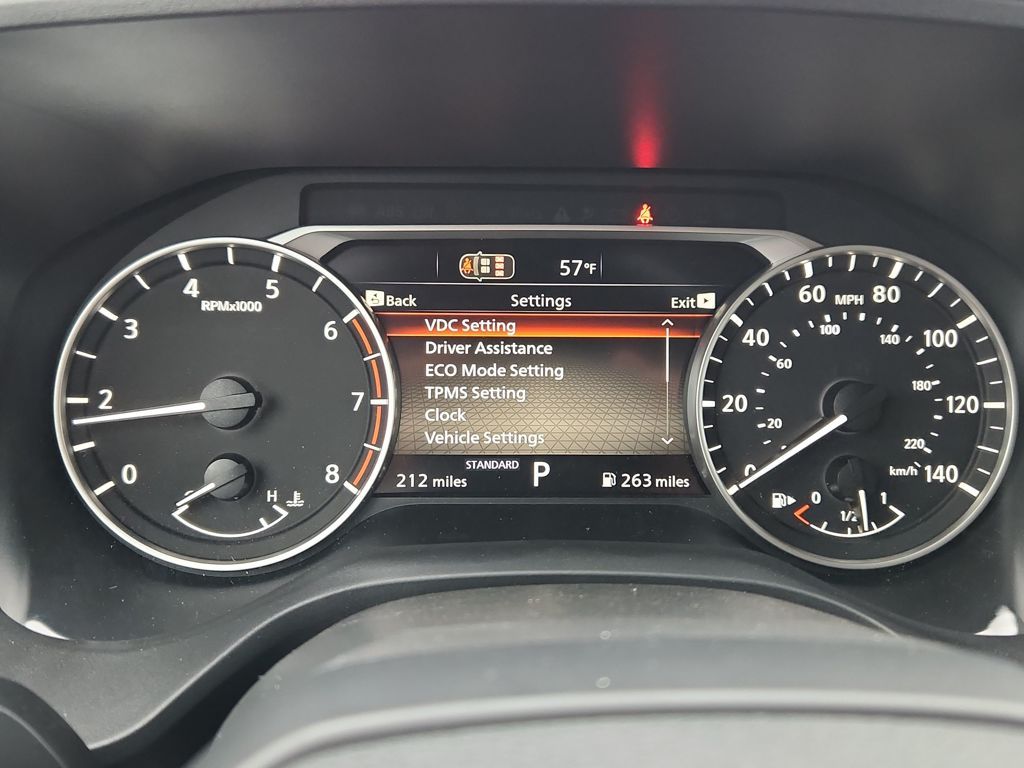 57°F
Back Settings Exit
VDC Setting
Driver Assistance
ECO Mode Setting
TPMS Setting
Clock
Vehicle Settings
STANDARD
212 miles P 263 miles
RPMx1000
0
2
3
4
5
6
7
8
H
MPH
0
20
40
60
80
100
120
140
20
60
100
140
180
220
km/h
0
1/2
1